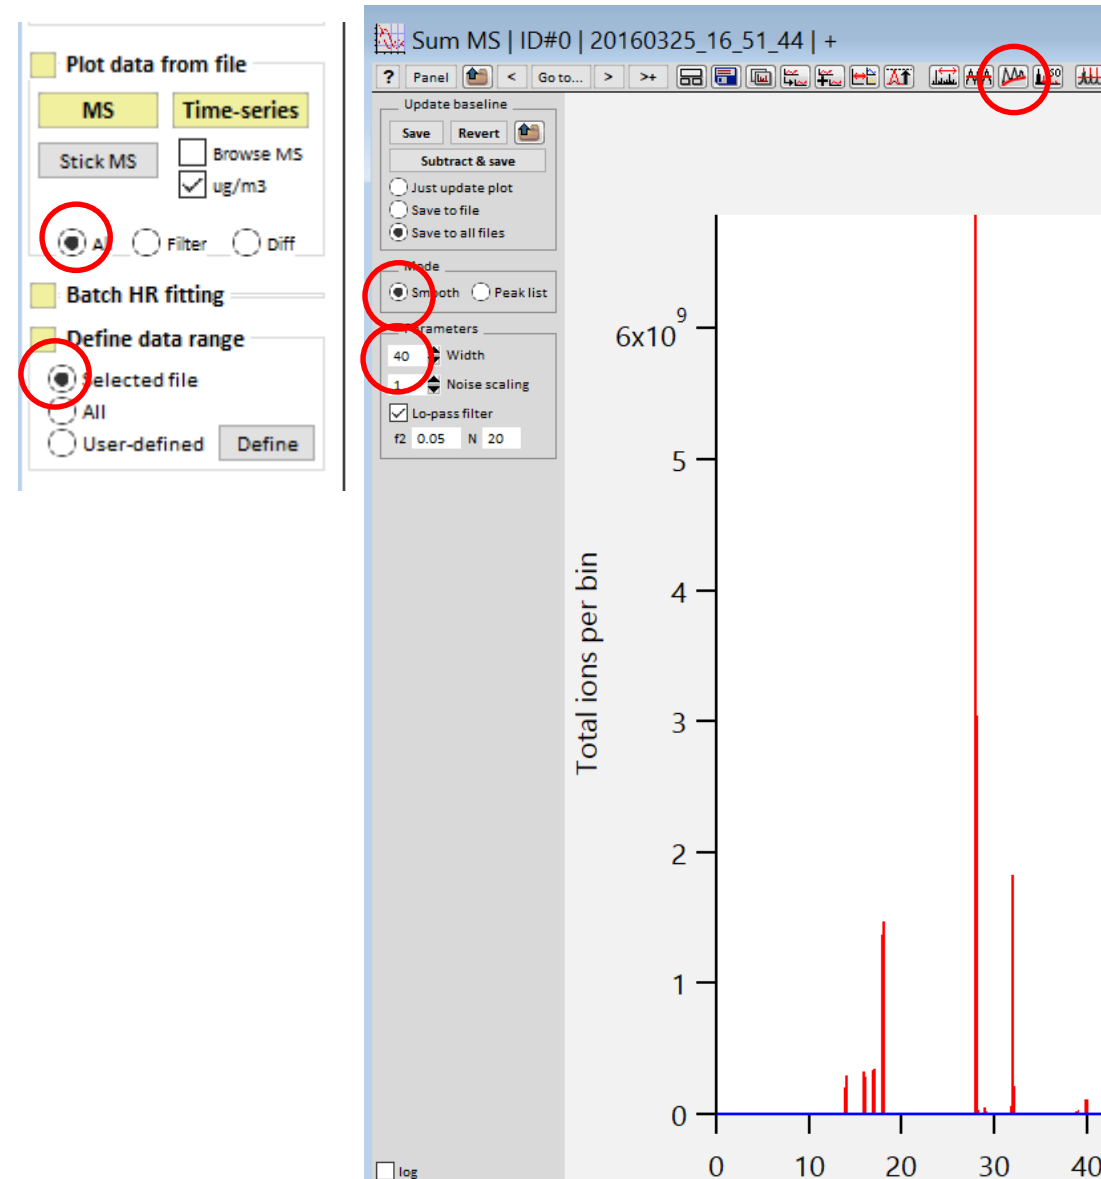 Plot data from file
MS
Time-series
Stick MS
Browse MS
ug/m3
Filter
Diff
Batch HR fitting
Define data range
Selected file
All
User-defined
Define
Sum MS | ID#0 | 20160325_16_51_44 | +
? Panel < Go to... > >+
Update baseline
Save Revert
Subtract & save
Just update plot
Save to file
Save to all files
Mode
Smooth Peak list
Parameters
40 Width
1 Noise scaling
Lo-pass filter
f2 0.05 N 20
Total ions per bin
6x10⁹
5
4
3
2
1
0
0 10 20 30 40
log